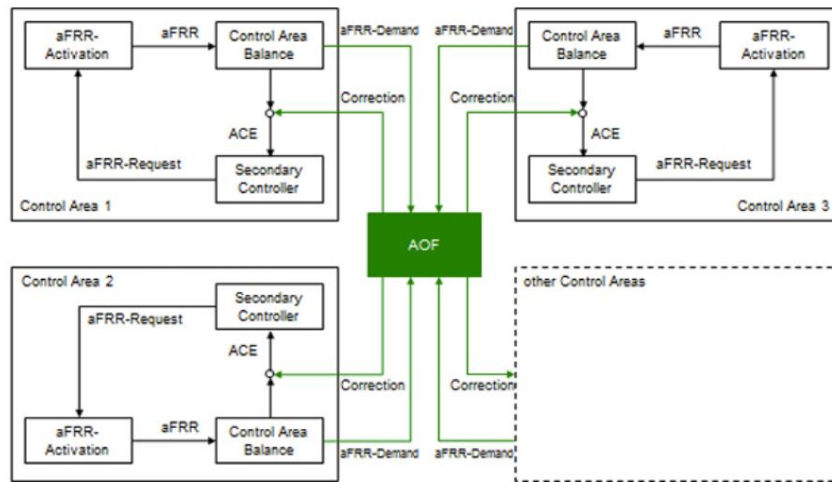 aFRR-
Activation
aFRR
Control Area
Balance
aFRR-Demand
Correction
ACE
aFRR-Request
Secondary
Controller
Control Area 1
aFRR-Demand
Control Area
Balance
aFRR
aFRR-
Activation
Correction
ACE
aFRR-Request
Secondary
Controller
Control Area 3
AOF
Control Area 2
Secondary
Controller
aFRR-Request
ACE
Correction
aFRR-
Activation
aFRR
Control Area
Balance
aFRR-Demand
other Control Areas
Correction
aFRR-Demand